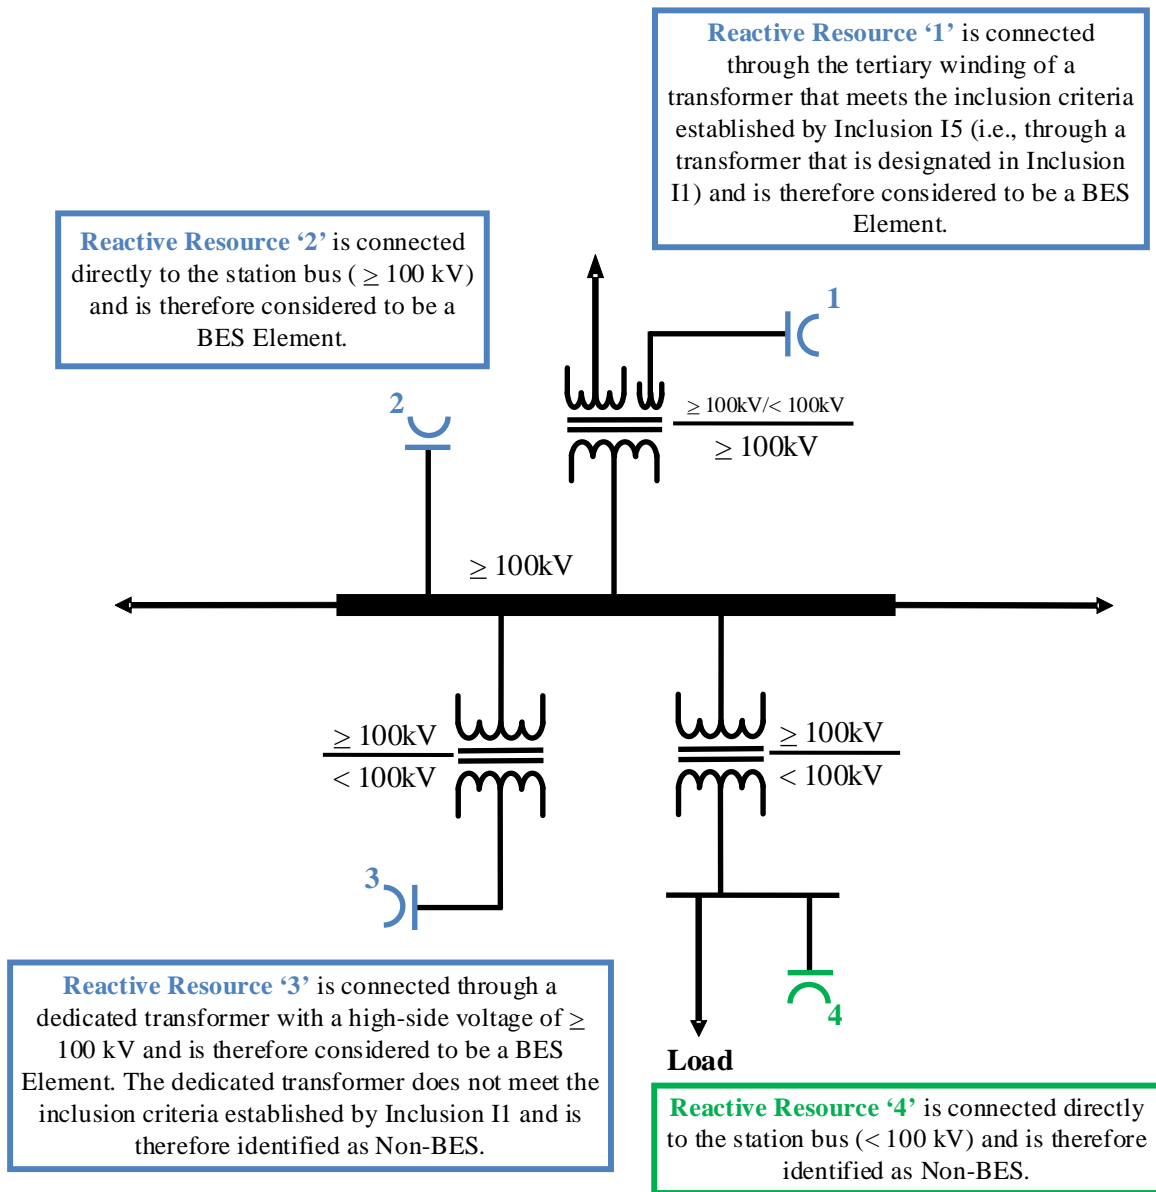 Reactive Resource ‘1’ is connected
through the tertiary winding of a
transformer that meets the inclusion criteria
established by Inclusion I5 (i.e., through a
transformer that is designated in Inclusion
I1) and is therefore considered to be a BES
Element.
Reactive Resource ‘2’ is connected
directly to the station bus ( ≥ 100 kV)
and is therefore considered to be a
BES Element.
1
2
≥ 100kV/< 100kV
≥ 100kV
≥ 100kV
≥ 100kV
< 100kV
≥ 100kV
< 100kV
3
4
Load
Reactive Resource ‘3’ is connected through a
dedicated transformer with a high-side voltage of ≥
100 kV and is therefore considered to be a BES
Element. The dedicated transformer does not meet the
inclusion criteria established by Inclusion I1 and is
therefore identified as Non-BES.
Reactive Resource ‘4’ is connected directly
to the station bus (< 100 kV) and is therefore
identified as Non-BES.